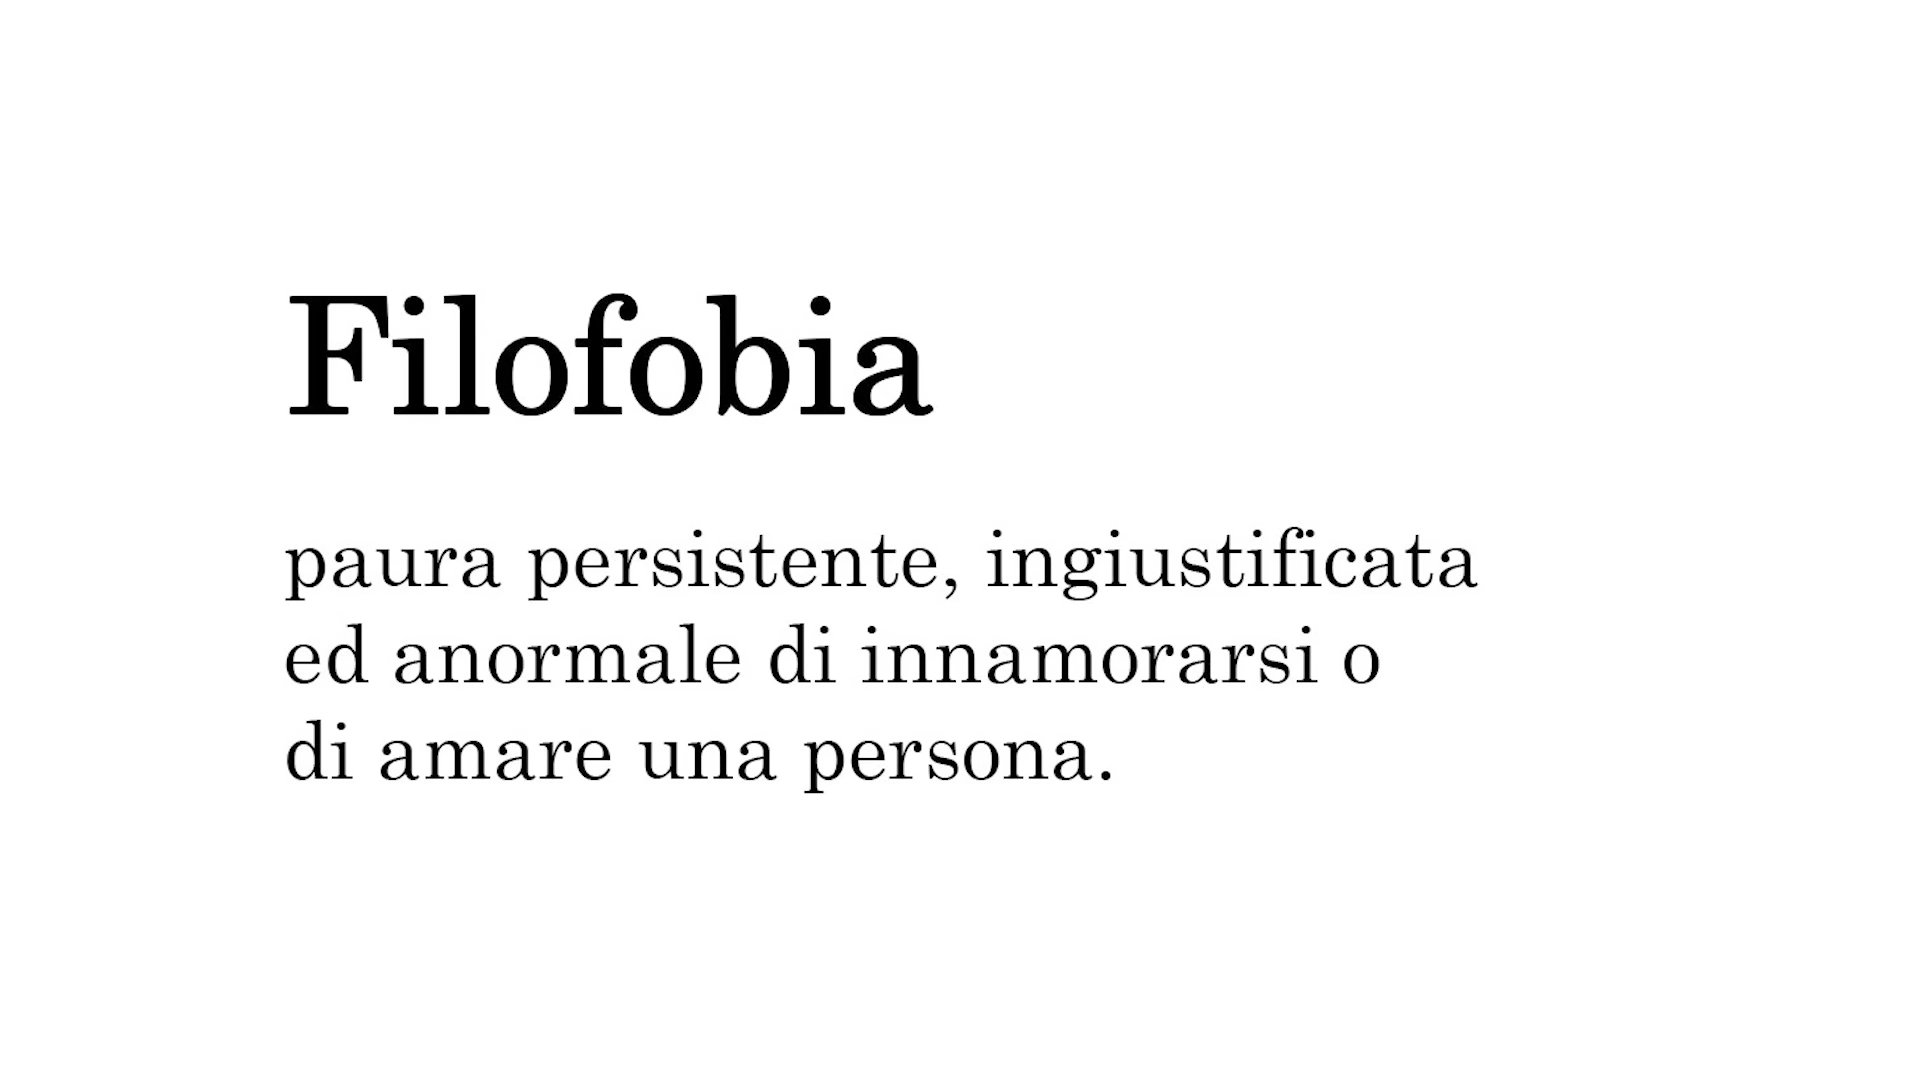 Filofobia
paura persistente, ingiustificata
ed anormale di innamorarsi o
di amare una persona.